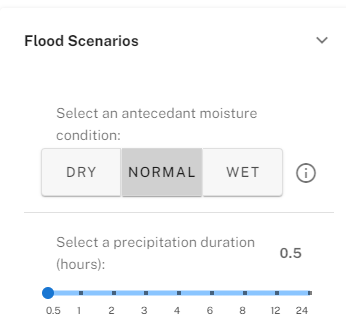 Flood Scenarios
Select an antecedant moisture
condition:
DRY NORMAL WET
Select a precipitation duration
(hours):
0.5
0.5 1 2 3 4 6 8 12 24